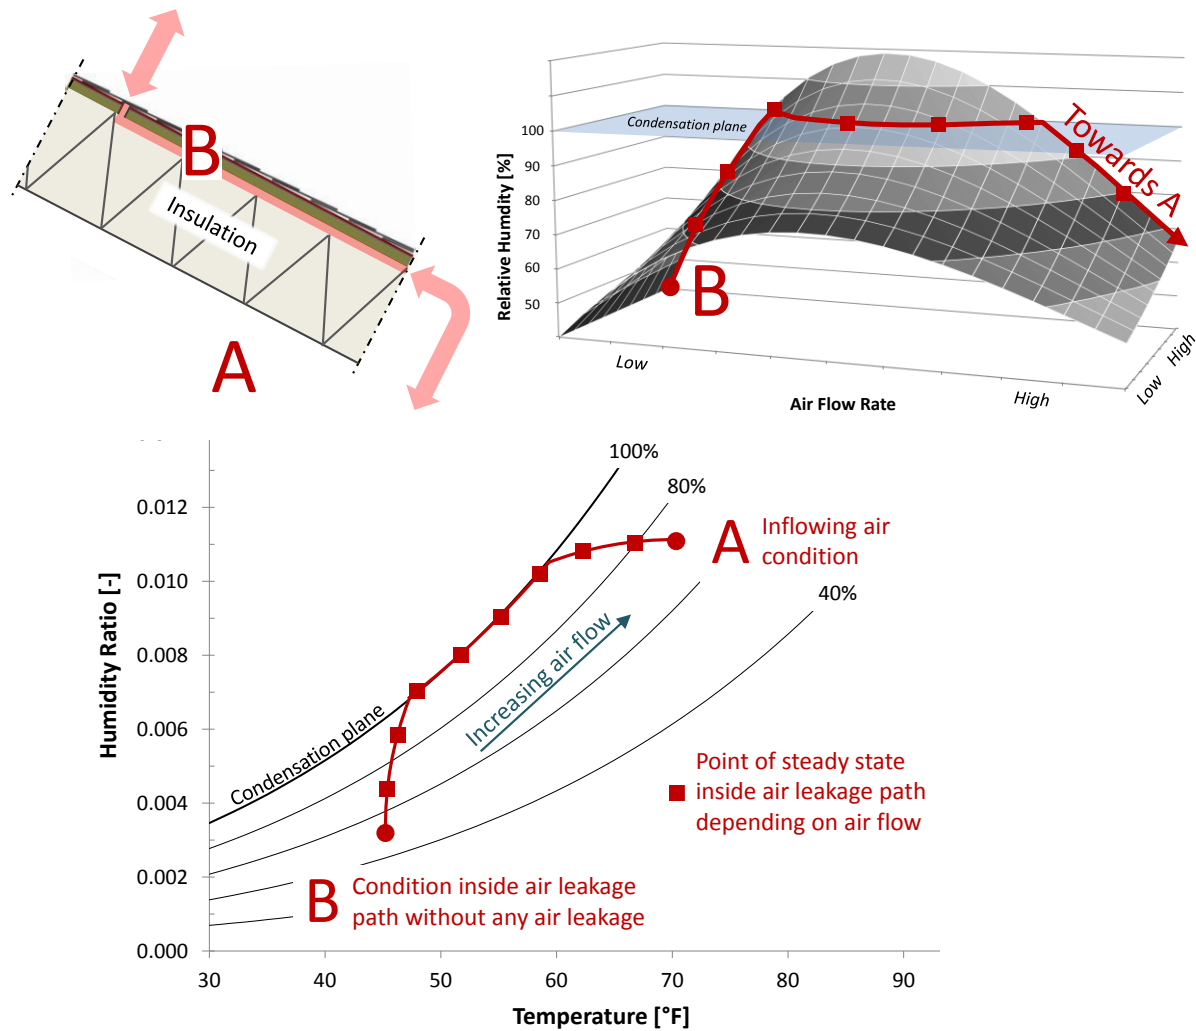 B
Insulation
A
Condensation plane
Towards A
B
Relative Humdity [%]
100
90
80
70
60
50
Low
High
Air Flow Rate
Low
High
100%
80%
40%
A
Inflowing air
condition
Increasing air flow
Condensation plane
Point of steady state
inside air leakage path
depending on air flow
B
Condition inside air leakage
path without any air leakage
Humidity Ratio [-]
0.012
0.010
0.008
0.006
0.004
0.002
0.000
30
40
50
60
70
80
90
Temperature [°F]